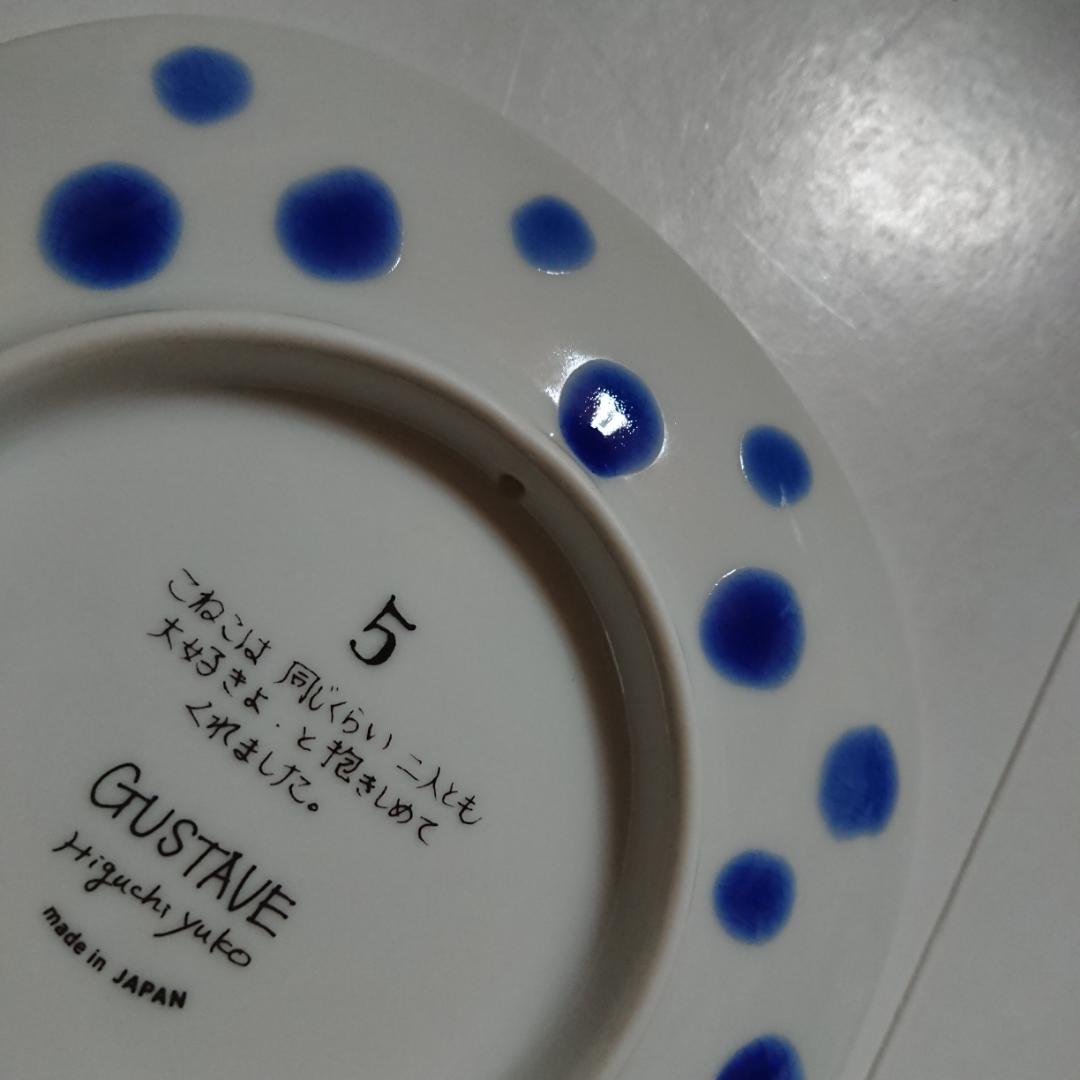 5
こねこは 同じくらい 二人とも
大好きよ.と抱きしめて
くれました。
GUSTAVE
Higuchi yuko
made in JAPAN